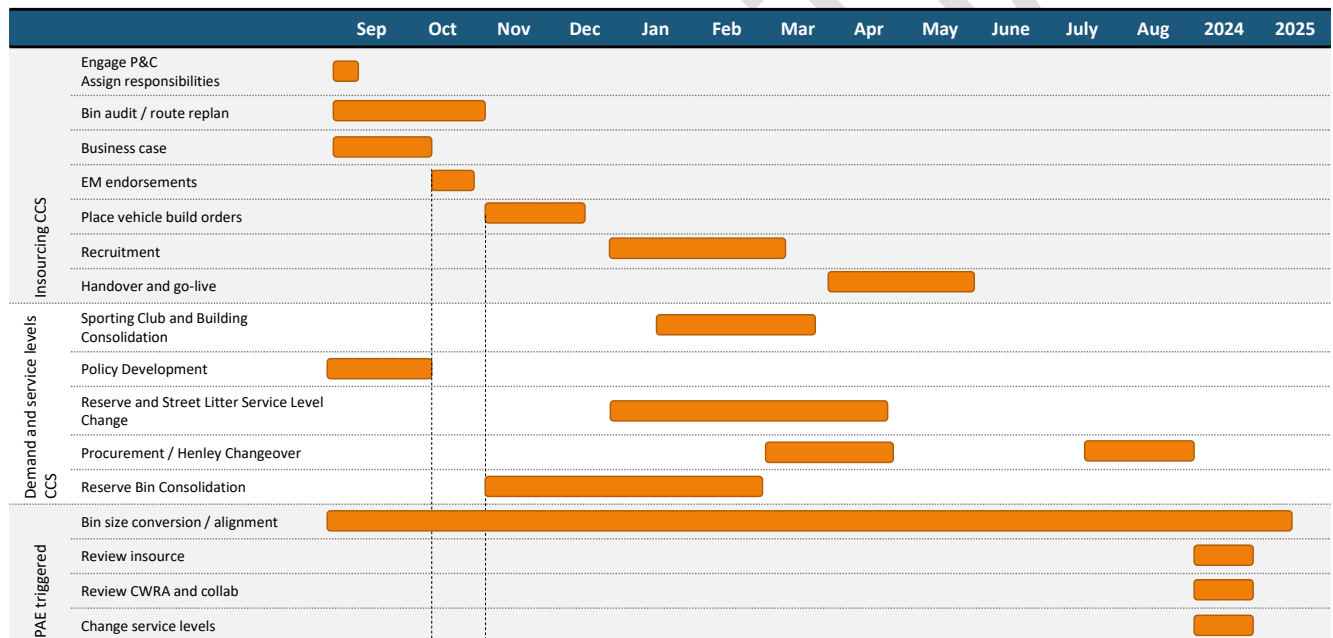 Sep Oct Nov Dec Jan Feb Mar Apr May June July Aug 2024 2025
Insourcing CCS
Engage P&C
Assign responsibilities
Bin audit / route replan
Business case
EM endorsements
Place vehicle build orders
Recruitment
Handover and go-live
Demand and service levels
CCS
Sporting Club and Building
Consolidation
Policy Development
Reserve and Street Litter Service Level
Change
Procurement / Henley Changeover
Reserve Bin Consolidation
PAE triggered
Bin size conversion / alignment
Review insource
Review CWRA and collab
Change service levels